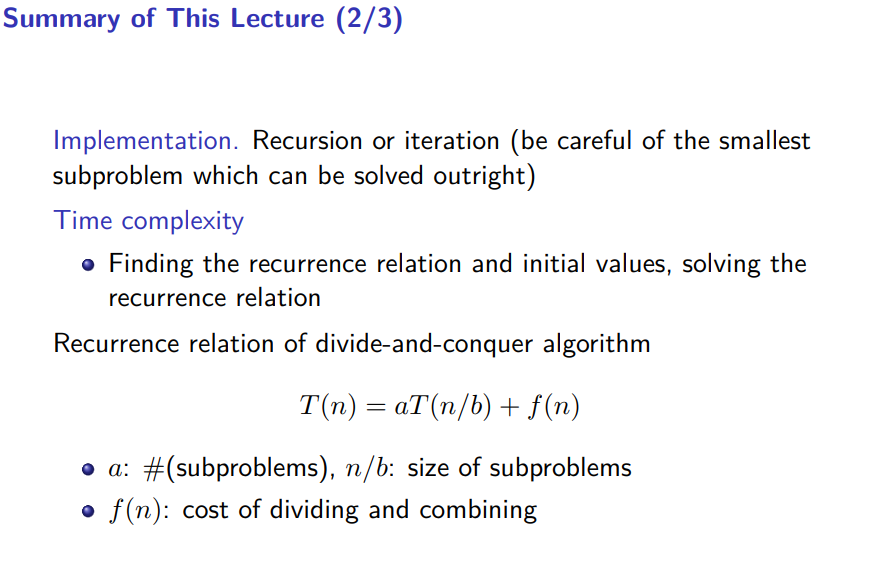 Summary of This Lecture (2/3)
Implementation. Recursion or iteration (be careful of the smallest
subproblem which can be solved outright)
Time complexity
Finding the recurrence relation and initial values, solving the
recurrence relation
Recurrence relation of divide-and-conquer algorithm
T(n) = aT(n/b) + f(n)
a: #(subproblems), n/b: size of subproblems
f(n): cost of dividing and combining